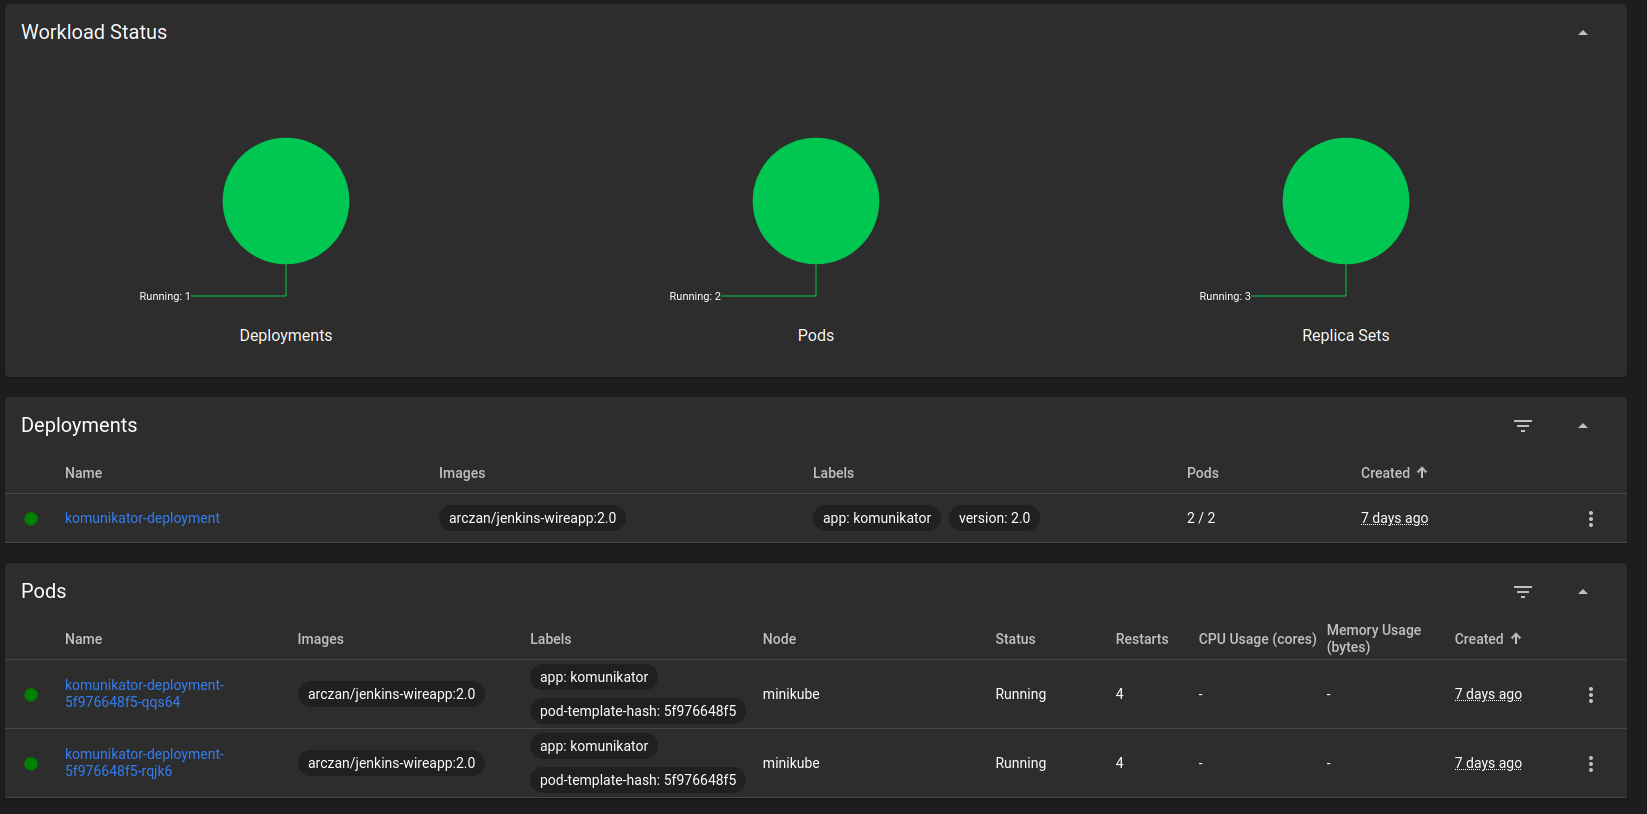 Workload Status
Running: 1
Running: 2
Running: 3
Deployments
Pods
Replica Sets
Deployments
Name Images Labels Pods Created
komunikator-deployment arczan/jenkins-wireapp:2.0 app: komunikator version: 2.0 2 / 2 7 days ago
Pods
Name Images Labels Node Status Restarts CPU Usage (cores) Memory Usage (bytes) Created
komunikator-deployment-
5f976648f5-qqs64
arczan/jenkins-wireapp:2.0
app: komunikator
pod-template-hash: 5f976648f5
minikube Running 4 - - 7 days ago
komunikator-deployment-
5f976648f5-rqjk6
arczan/jenkins-wireapp:2.0
app: komunikator
pod-template-hash: 5f976648f5
minikube Running 4 - - 7 days ago